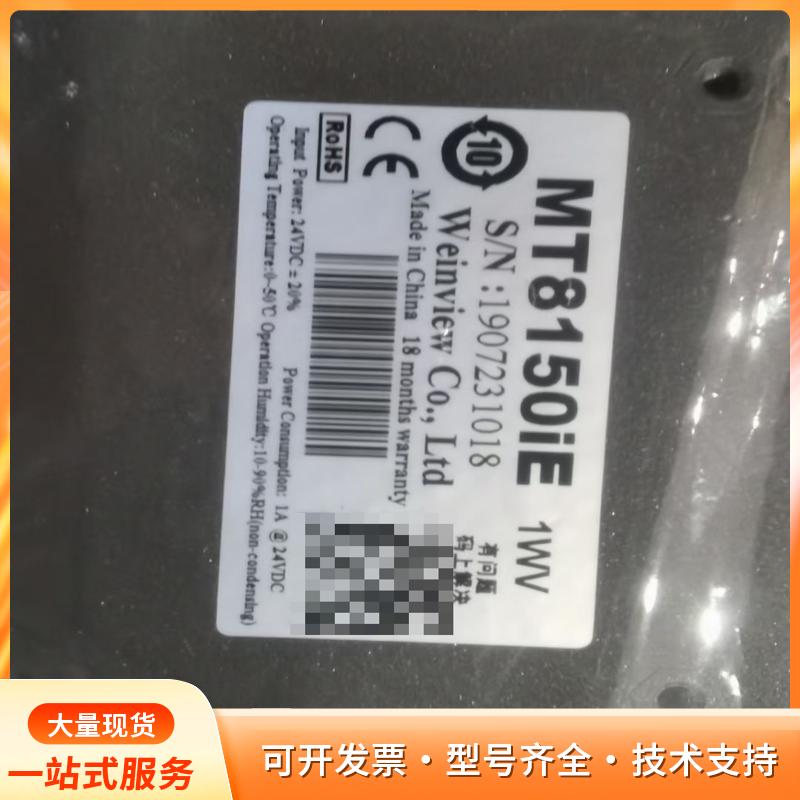 MT8150iE 1WV
S/N:1907231018
Weinview Co., Ltd
Made in China 18 months warranty
10
CE
RoHS
有问题
码上解决
Input Power: 24VDC ± 20% Power Consumption: 1A @ 24VDC
Operating Temperature:0~50℃ Operation Humidity:10-90%RH(non-condensing)
大量现货
一站式服务
可开发票·型号齐全·技术支持